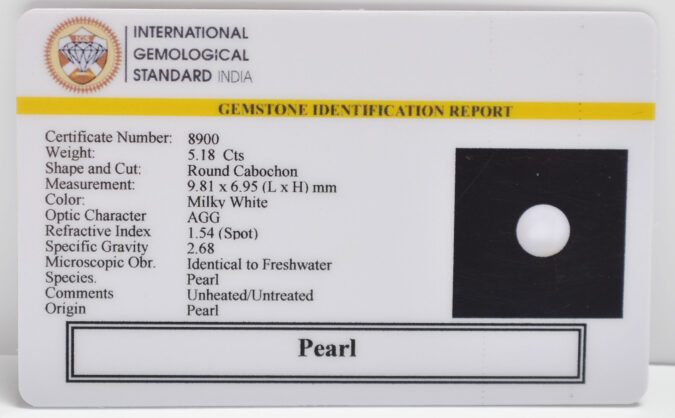 IGS
INTERNATIONAL
GEMOLOGICAL
STANDARD INDIA
GEMSTONE IDENTIFICATION REPORT
Certificate Number: 8900
Weight: 5.18 Cts
Shape and Cut: Round Cabochon
Measurement: 9.81 x 6.95 (L x H) mm
Color: Milky White
Optic Character AGG
Refractive Index 1.54 (Spot)
Specific Gravity 2.68
Microscopic Obr. Identical to Freshwater
Species. Pearl
Comments Unheated/Untreated
Origin Pearl
Pearl